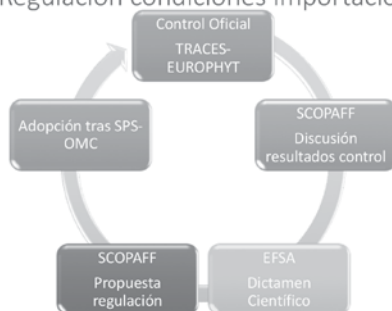 Regulación condiciones importació
Control Oficial
TRACES-
EUROPHYT
SCOPAFF
Discusión
resultados control
EFSA
Dictamen
Científico
SCOPAFF
Propuesta
regulación
Adopción tras SPS-
OMC